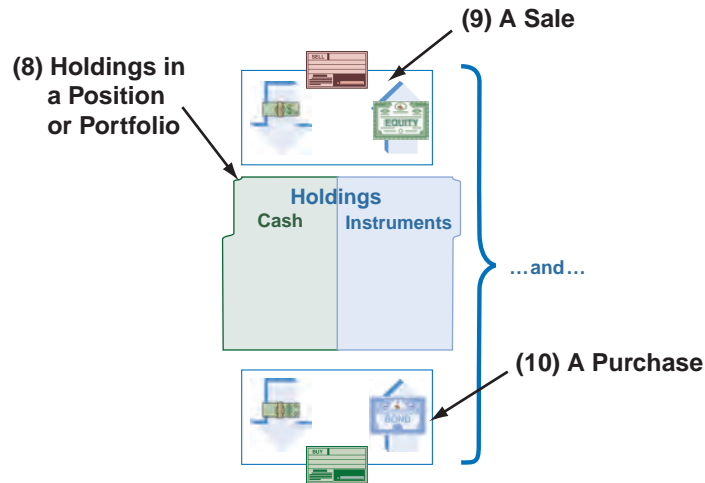 (9) A Sale
(8) Holdings in
a Position
or Portfolio
SELL
EQUITY
Holdings
Cash
Instruments
...and...
(10) A Purchase
BOND
BUY